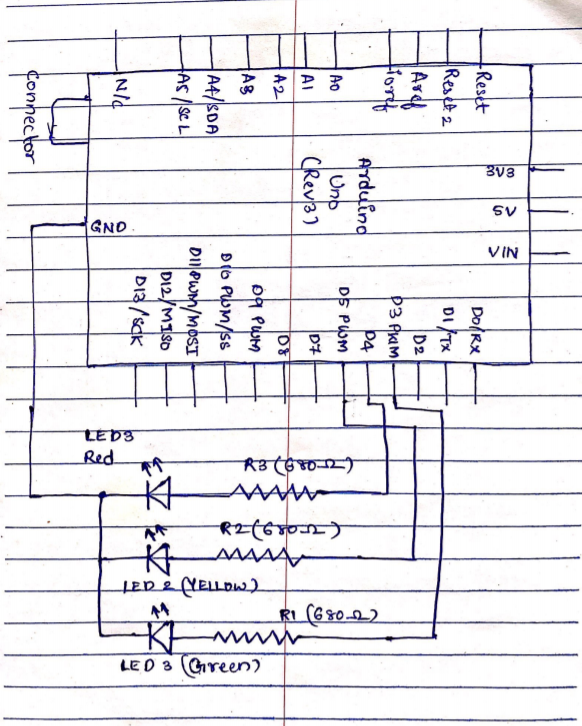 Reset
Reset 2
Aref
ioref
A0
A1
A2
A3
A4/SDA
A5/SCL
N/C
Connector
3V3
5V
VIN
Arduino
Uno
(Rev3)
GND
D0/RX
D1/Tx
D2
D3 PWM
D4
D5 PWM
D7
D8
D9 PWM
D10 PWM/SS
D11 PWM/MOSI
D12/MISO
D13/SCK
LED3
Red
R3 (680Ω)
R2 (680Ω)
LED 2 (YELLOW)
R1 (680Ω)
LED 3 (Green)